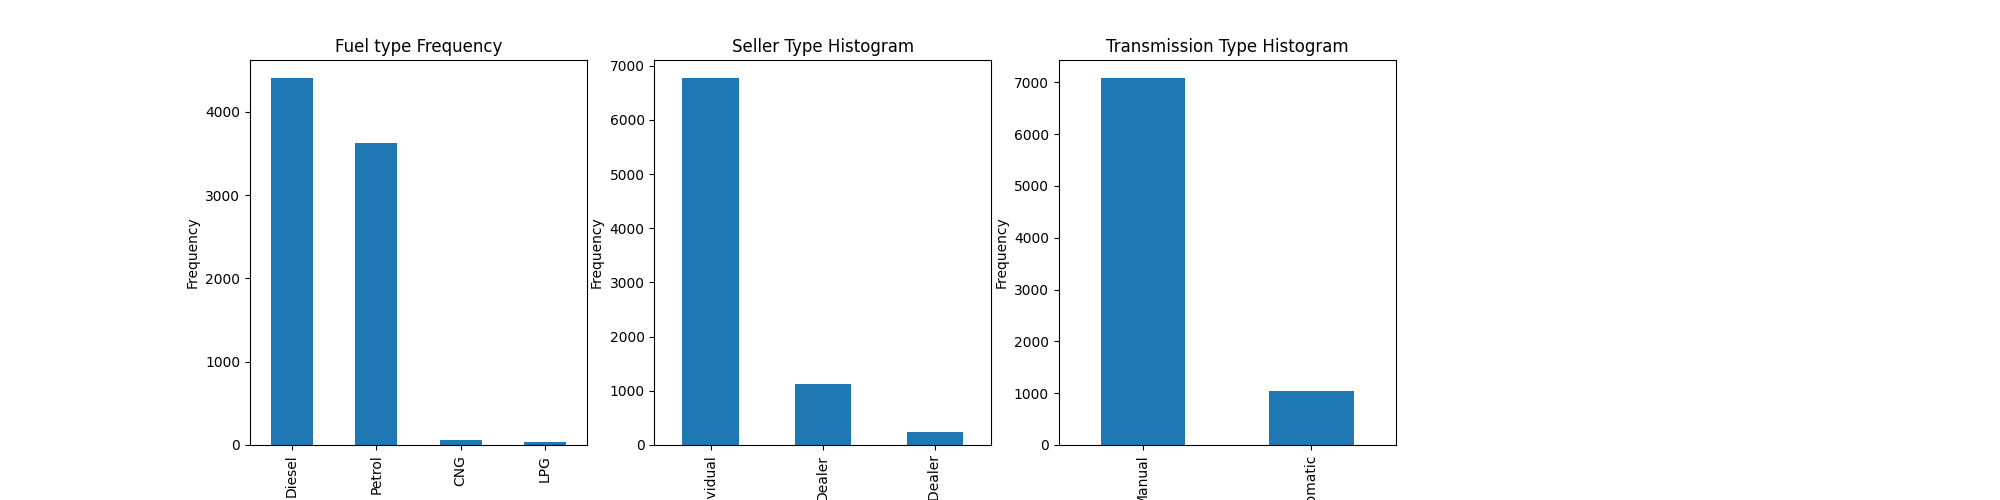 Fuel type Frequency
Frequency
4000
3000
2000
1000
0
Diesel
Petrol
CNG
LPG
Seller Type Histogram
Frequency
7000
6000
5000
4000
3000
2000
1000
0
vidual
Dealer
Dealer
Transmission Type Histogram
Frequency
7000
6000
5000
4000
3000
2000
1000
0
Manual
omatic